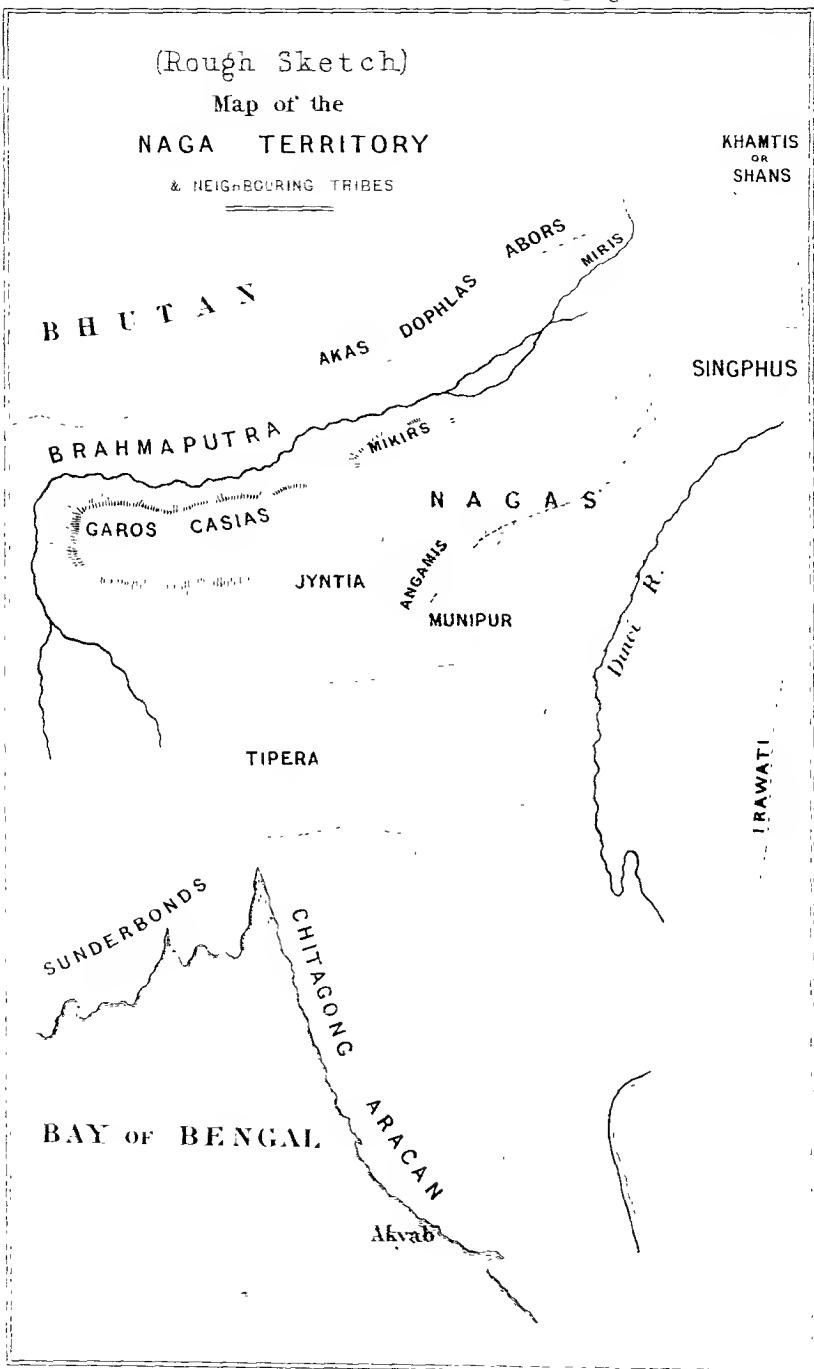 (Rough Sketch)
Map of the
NAGA TERRITORY
& NEIGHBOURING TRIBES
KHAMTIS
OR
SHANS
ABORS
MIRIS
BHUTAN
DOPHLAS
AKAS
SINGPHUS
BRAHMAPUTRA
MIKIRS
NAGAS
GAROS CASIAS
ANGAMIS
JYNTIA
MUNIPUR
R.
TIPERA
IRAWATI
SUNDERBONDS
CHITAGONG
ARACAN
BAY OF BENGAL
Akyab